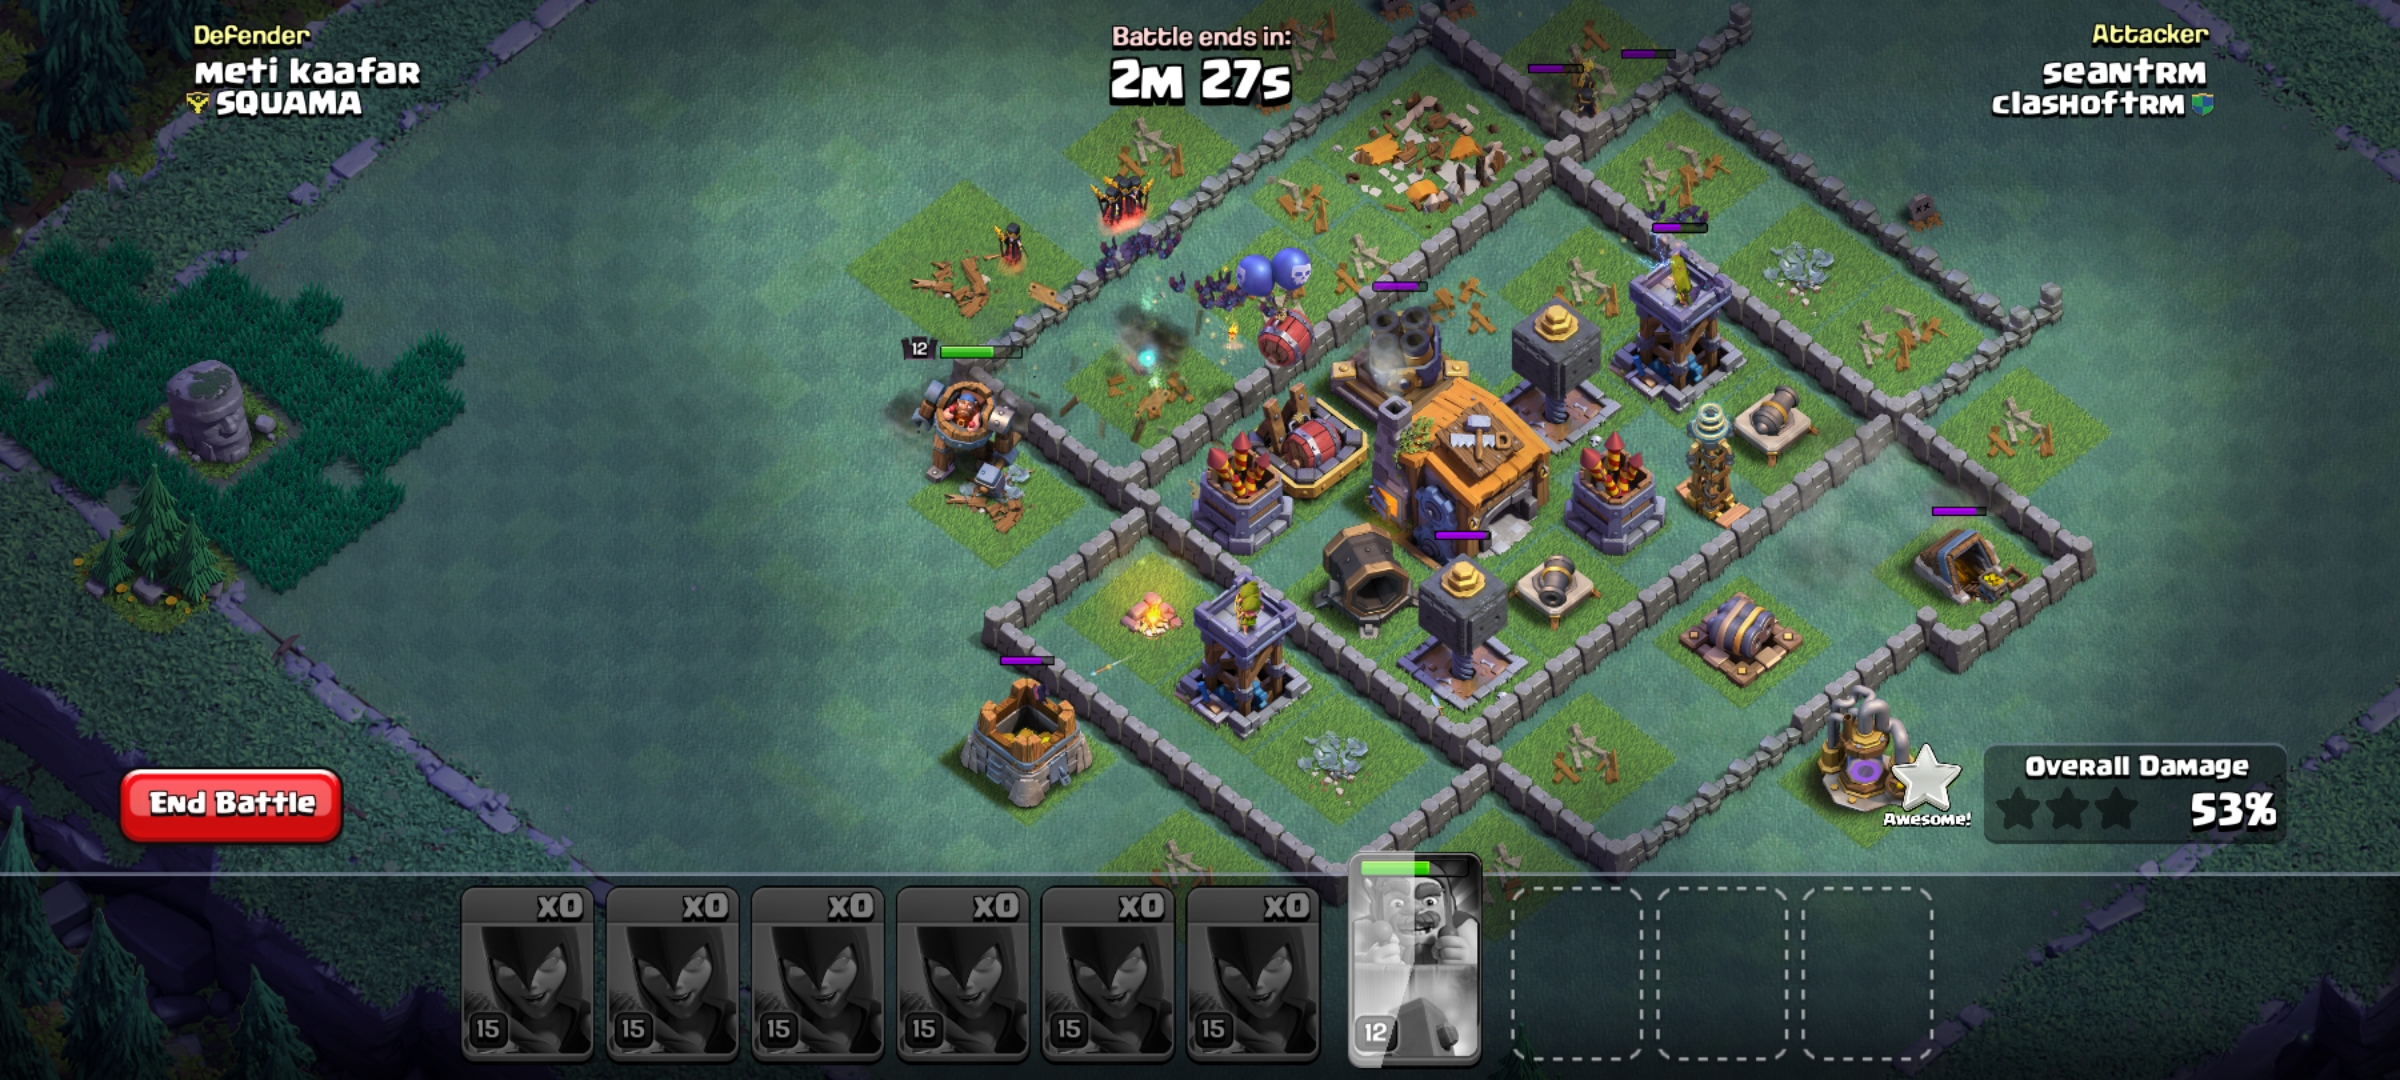 Defender
meti kaafar
SQUAMA
Battle ends in:
2m 27s
Attacker
seantrm
clashoftrm
12
End Battle
Awesome!
Overall Damage
53%
x0
x0
x0
x0
x0
x0
15
15
15
15
15
15
12